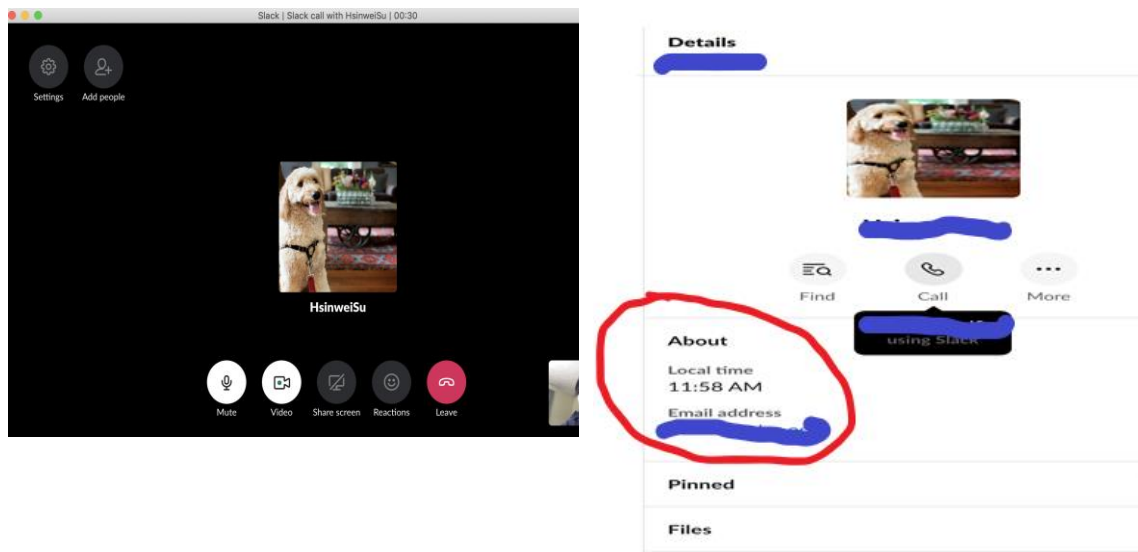 Slack | Slack call with HsinweiSu | 00:30
Settings
Add people
HsinweiSu
Mute
Video
Share screen
Reactions
Leave
Details
Find
Call
More
using Slack
About
Local time
11:58 AM
Email address
Pinned
Files